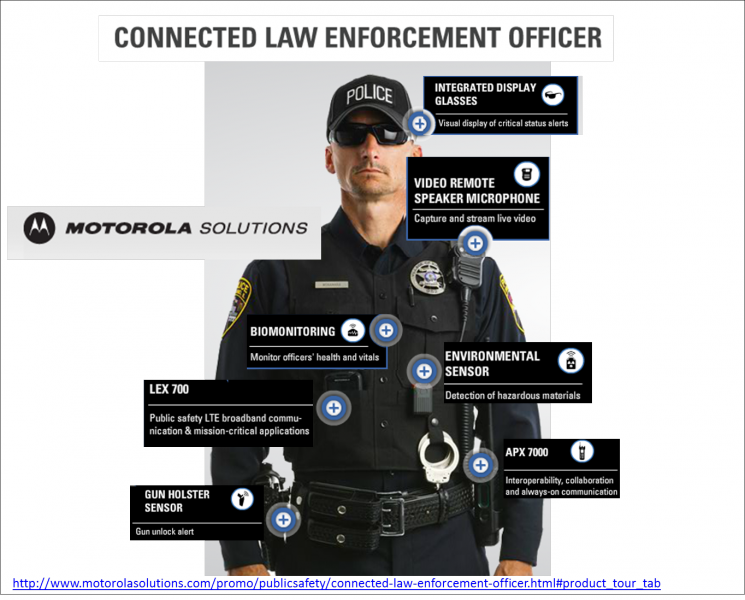 CONNECTED LAW ENFORCEMENT OFFICER
POLICE
INTEGRATED DISPLAY
GLASSES
Visual display of critical status alerts
VIDEO REMOTE
SPEAKER MICROPHONE
Capture and stream live video
MOTOROLA SOLUTIONS
BIOMONITORING
Monitor officers' health and vitals
ENVIRONMENTAL
SENSOR
Detection of hazardous materials
LEX 700
Public safety LTE broadband commu-
nication & mission-critical applications
APX 7000
Interoperability, collaboration
and always-on communication
GUN HOLSTER
SENSOR
Gun unlock alert
http://www.motorolasolutions.com/promo/publicsafety/connected-law-enforcement-officer.html#product_tour_tab